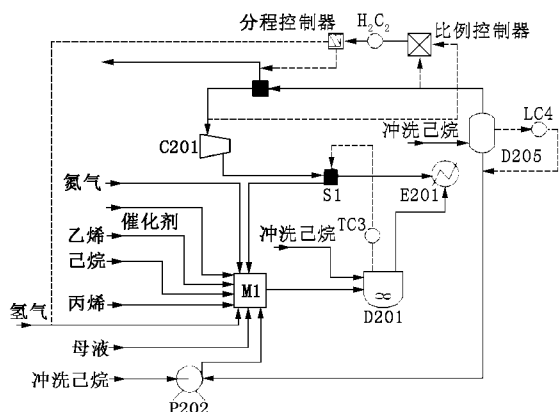 分程控制器
H₂C₂
比例控制器
LC4
冲洗己烷
D205
C201
氮气
S1
E201
催化剂
TC3
乙烯
冲洗己烷
己烷
M1
丙烯
氢气
D201
母液
冲洗己烷
P202